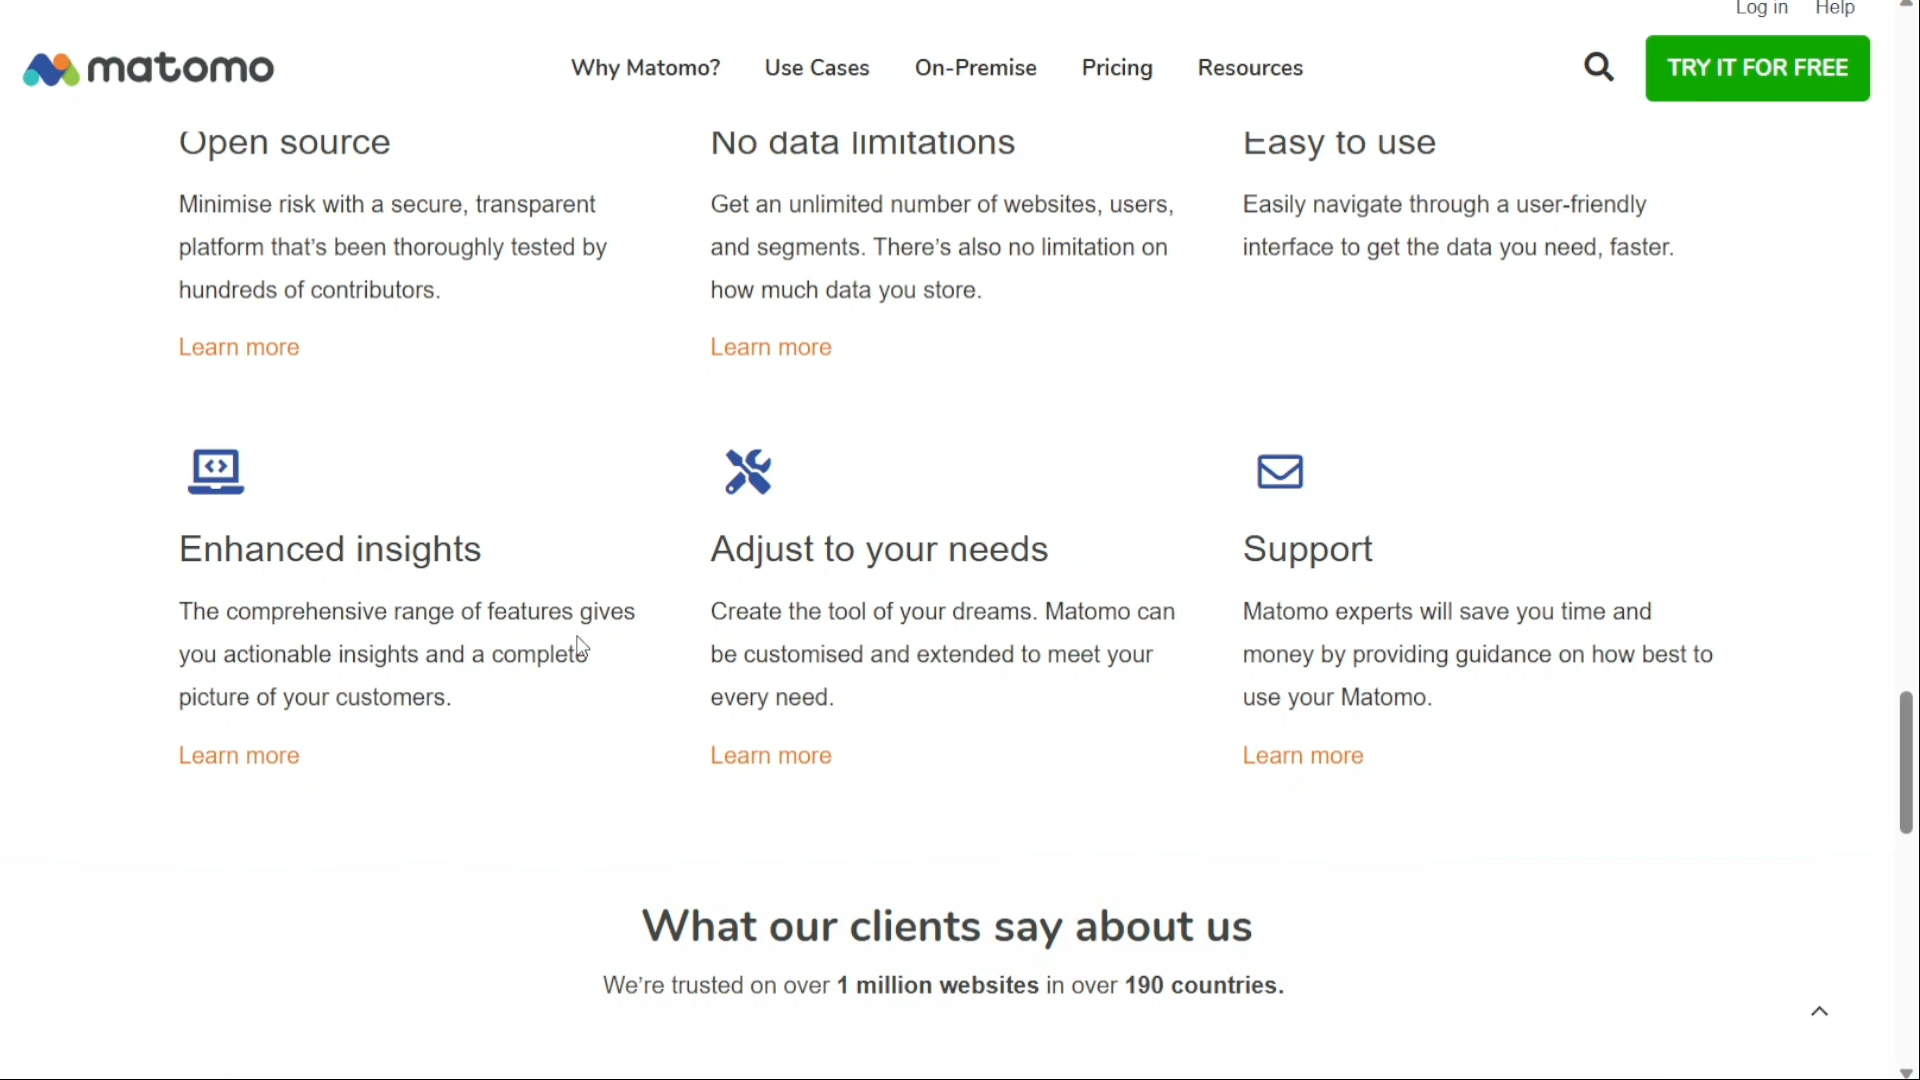 Log in Help
matomo Why Matomo? Use Cases On-Premise Pricing Resources TRY IT FOR FREE
Open source
Minimise risk with a secure, transparent
platform that’s been thoroughly tested by
hundreds of contributors.
Learn more
No data limitations
Get an unlimited number of websites, users,
and segments. There’s also no limitation on
how much data you store.
Learn more
Easy to use
Easily navigate through a user-friendly
interface to get the data you need, faster.
Enhanced insights
The comprehensive range of features gives
you actionable insights and a complete
picture of your customers.
Learn more
Adjust to your needs
Create the tool of your dreams. Matomo can
be customised and extended to meet your
every need.
Learn more
Support
Matomo experts will save you time and
money by providing guidance on how best to
use your Matomo.
Learn more
What our clients say about us
We’re trusted on over 1 million websites in over 190 countries.